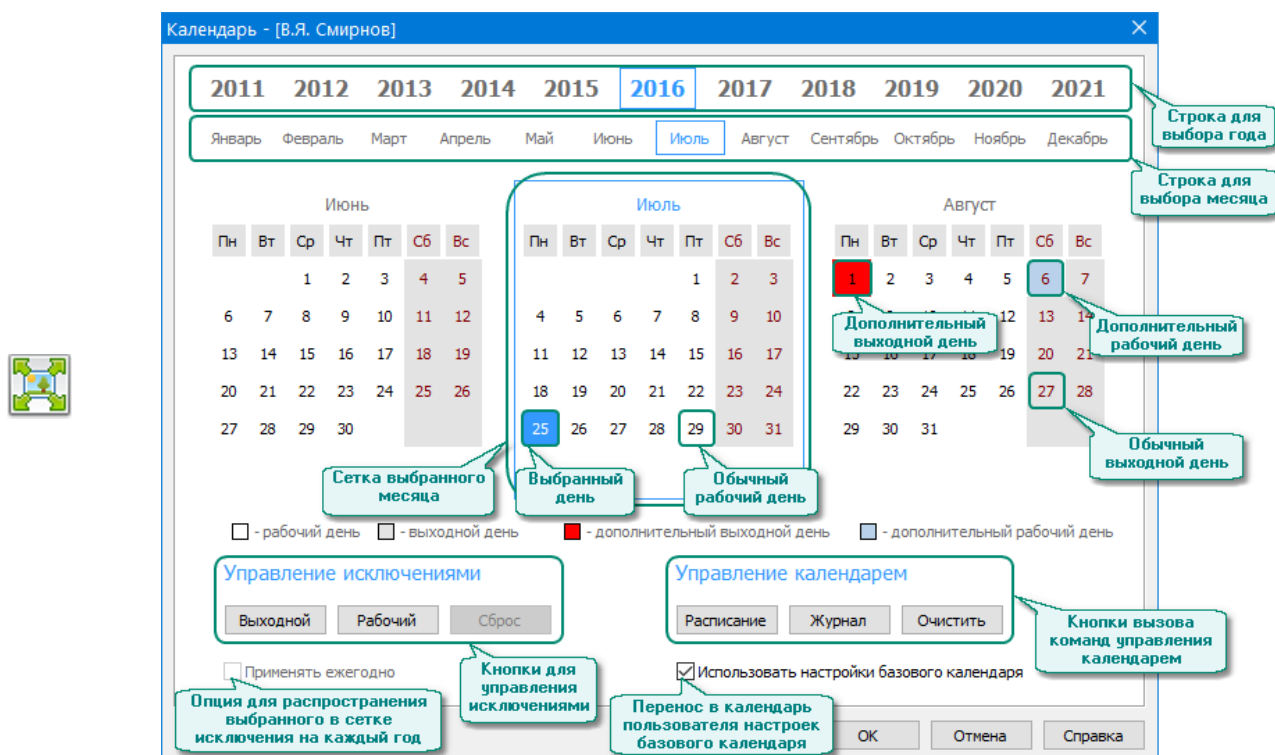 Календарь - [В.Я. Смирнов]
2011 2012 2013 2014 2015 2016 2017 2018 2019 2020 2021
Строка для
выбора года
Январь Февраль Март Апрель Май Июнь Июль Август Сентябрь Октябрь Ноябрь Декабрь
Строка для
выбора месяца
Июнь
Пн Вт Ср Чт Пт Сб Вс
1 2 3 4 5
6 7 8 9 10 11 12
13 14 15 16 17 18 19
20 21 22 23 24 25 26
27 28 29 30
Июль
Пн Вт Ср Чт Пт Сб Вс
1 2 3
4 5 6 7 8 9 10
11 12 13 14 15 16 17
18 19 20 21 22 23 24
25 26 27 28 29 30 31
Август
Пн Вт Ср Чт Пт Сб Вс
1 2 3 4 5 6 7
12 13 14
18 19 20 21
22 23 24 25 26 27 28
29 30 31
Дополнительный
выходной день
Дополнительный
рабочий день
Обычный
выходной день
Сетка выбранного
месяца
Выбранный
день
Обычный
рабочий день
- рабочий день - выходной день - дополнительный выходной день - дополнительный рабочий день
Управление исключениями
Выходной Рабочий Сброс
Управление календарем
Расписание Журнал Очистить
Применять ежегодно
Использовать настройки базового календаря
Опция для распространения
выбранного в сетке
исключения на каждый год
Кнопки для
управления
исключениями
Перенос в календарь
пользователя настроек
базового календаря
Кнопки вызова
команд управления
календарем
ОК Отмена Справка